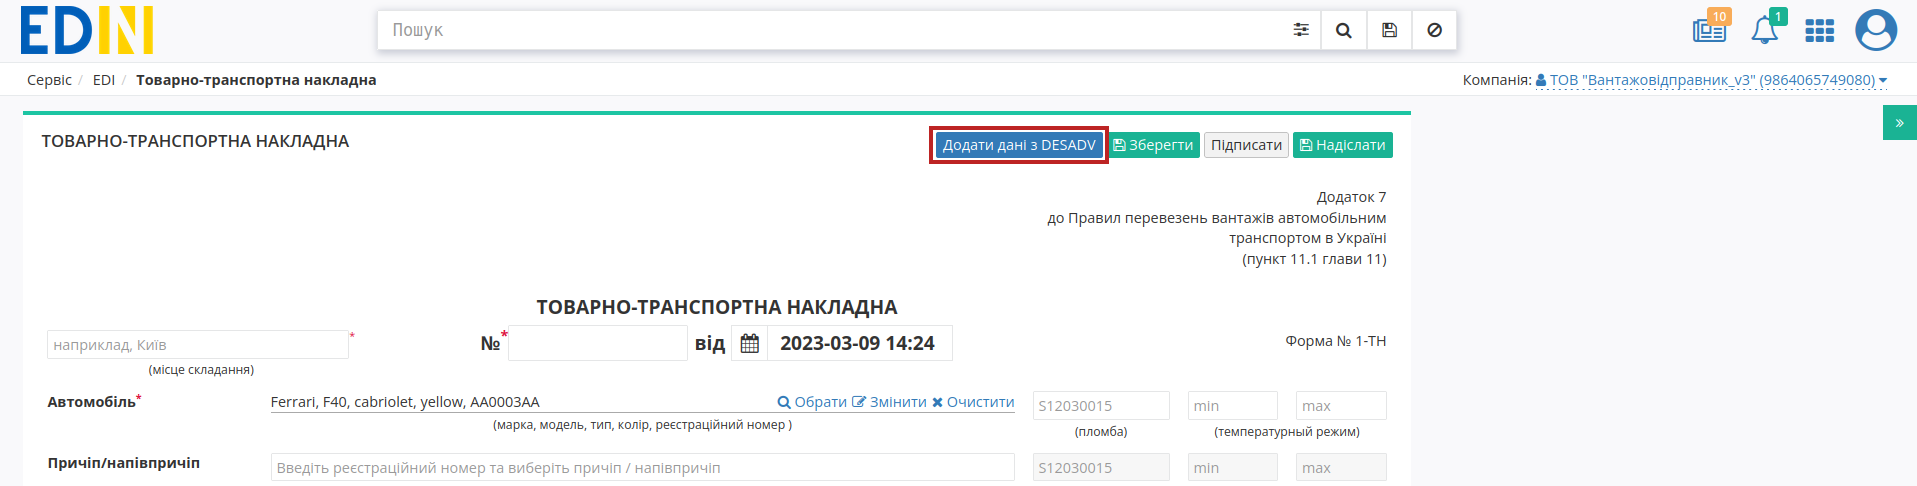 EDIN
Пошук
10
1
Сервіс / EDI / Товарно-транспортна накладна
Компанія: ТОВ "Вантажовідправник_v3" (9864065749080)
»
ТОВАРНО-ТРАНСПОРТНА НАКЛАДНА
Додати дані з DESADV Зберегти Підписати Надіслати
Додаток 7
до Правил перевезень вантажів автомобільним
транспортом в Україні
(пункт 11.1 глави 11)
ТОВАРНО-ТРАНСПОРТНА НАКЛАДНА
наприклад, Київ * №* від 2023-03-09 14:24 Форма № 1-ТН
(місце складання)
Автомобіль* Ferrari, F40, cabriolet, yellow, AA0003AA Обрати Змінити Очистити S12030015 min max
(марка, модель, тип, колір, реєстраційний номер ) (пломба) (температурный режим)
Причіп/напівпричіп Введіть реєстраційний номер та виберіть причіп / напівпричіп S12030015 min max